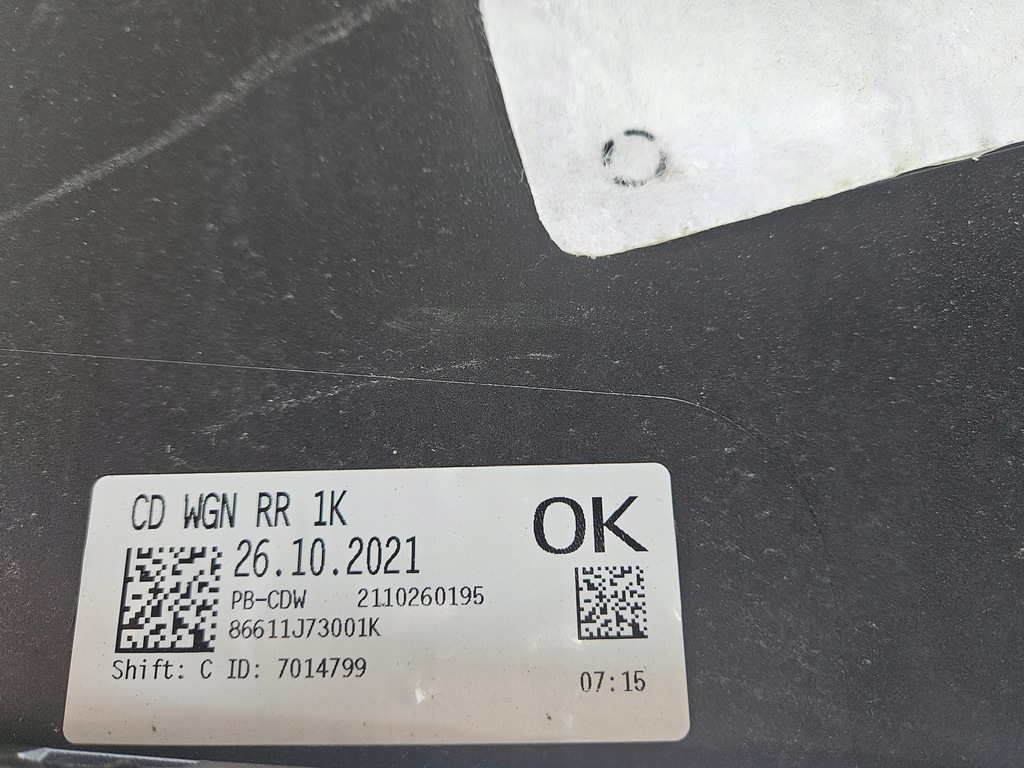 CD WGN RR 1K
OK
26.10.2021
PB-CDW 2110260195
86611J73001K
Shift: C ID: 7014799
07:15